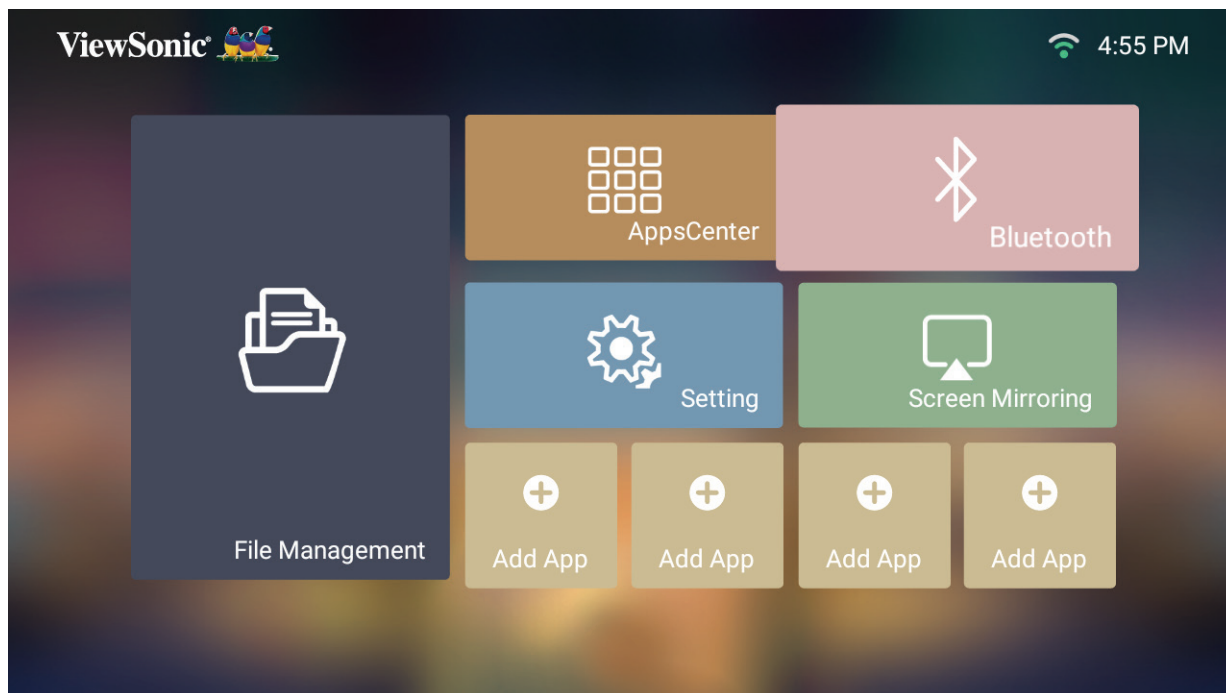 ViewSonic®
4:55 PM
AppsCenter
Bluetooth
Setting
Screen Mirroring
File Management
Add App
Add App
Add App
Add App